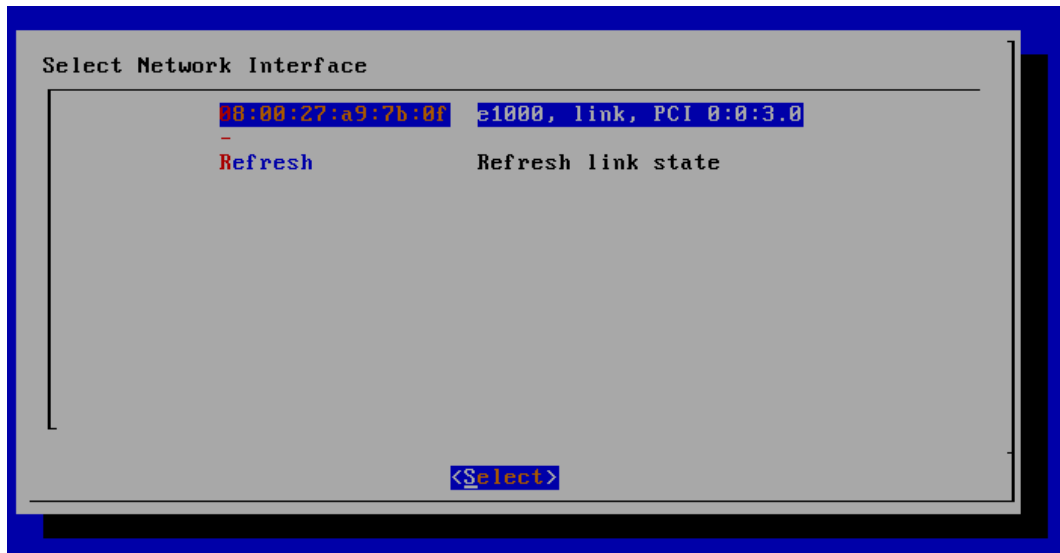 Select Network Interface
08:00:27:a9:7b:0f e1000, link, PCI 0:0:3.0
-
Refresh Refresh link state
<Select>